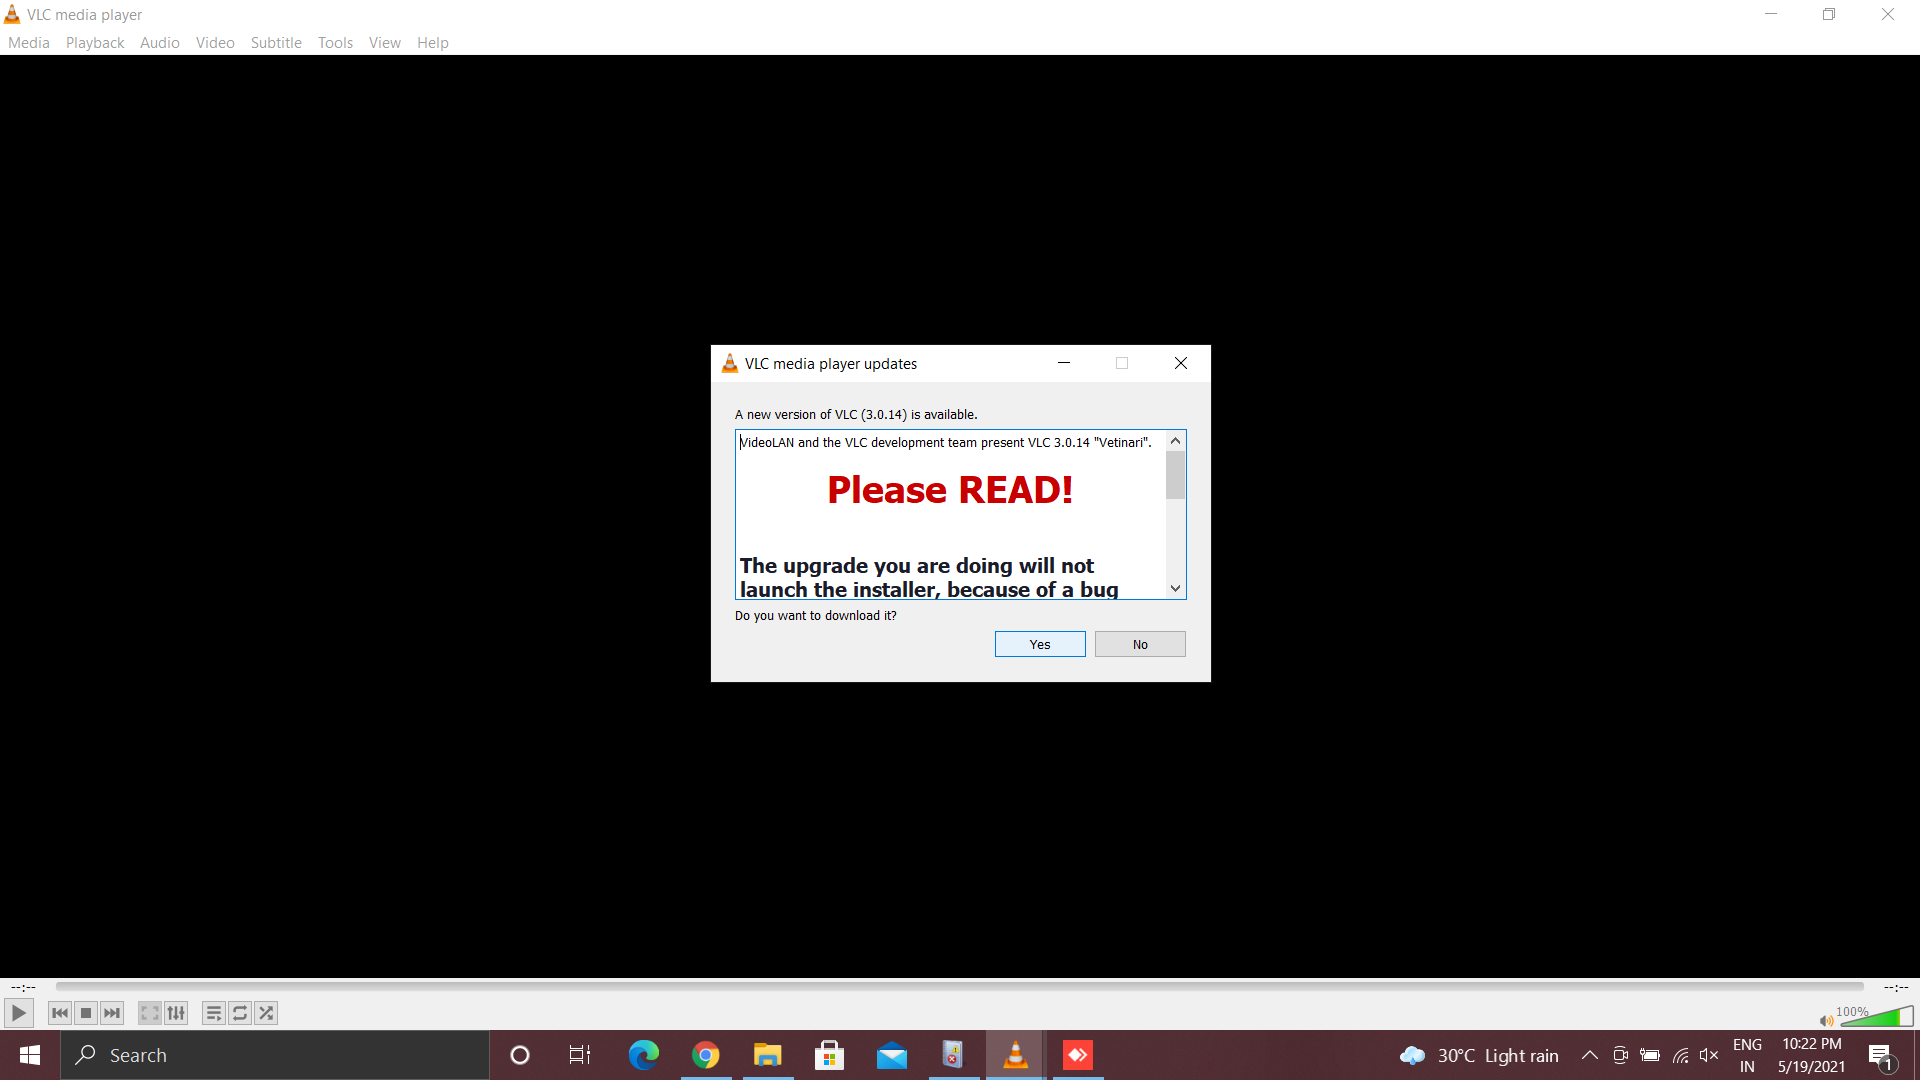 VLC media player
Media Playback Audio Video Subtitle Tools View Help
VLC media player updates
A new version of VLC (3.0.14) is available.
VideoLAN and the VLC development team present VLC 3.0.14 "Vetinari".
Please READ!
The upgrade you are doing will not
launch the installer, because of a bug
Do you want to download it?
Yes No
--:-- --:--
100%
Search
30°C Light rain
ENG
IN
10:22 PM
5/19/2021
1